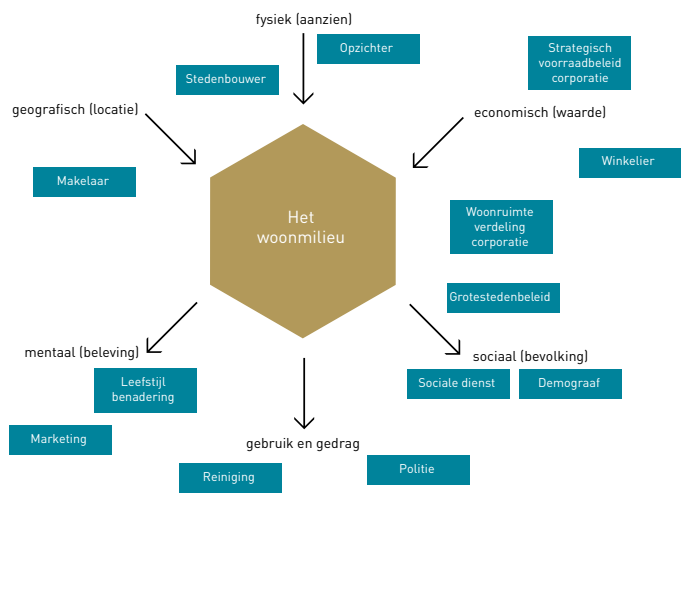 fysiek (aanzien)
Opzichter
Strategisch
voorraadbeleid
corporatie
Stedenbouwer
geografisch (locatie)
economisch (waarde)
Winkelier
Makelaar
Het
woonmilieu
Woonruimte
verdeling
corporatie
Grotestedenbeleid
mentaal (beleving)
sociaal (bevolking)
Leefstijl
benadering
Sociale dienst
Demograaf
Marketing
gebruik en gedrag
Politie
Reiniging